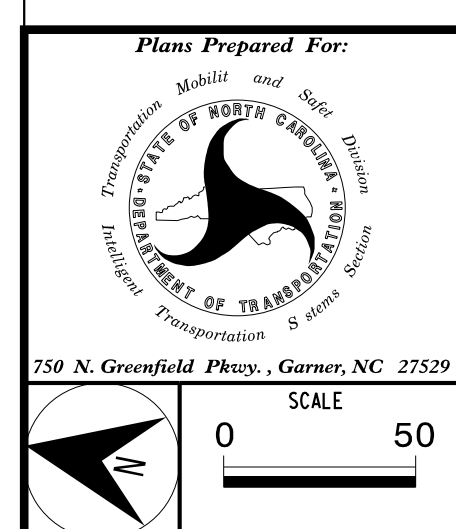 Plans Prepared For:
Transportation Mobilit and Safet Division
STATE OF NORTH CAROLINA
DEPARTMENT OF TRANSPORTATION
Intelligent Transportation S stems Section
750 N. Greenfield Pkwy. , Garner, NC 27529
SCALE
0 50
N